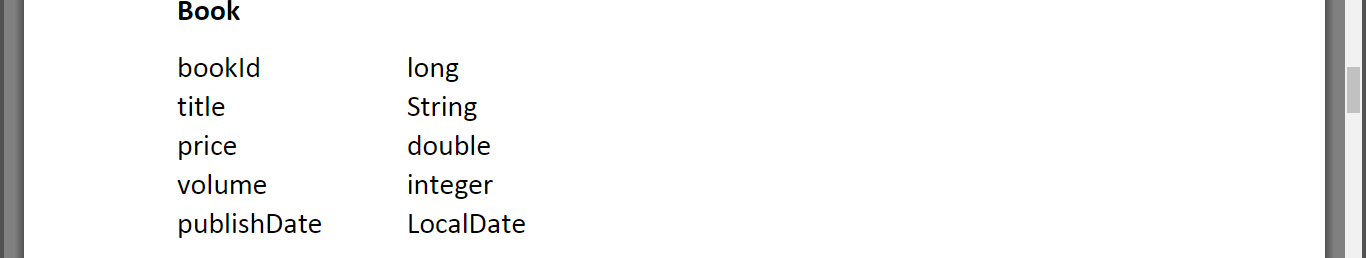 Book
bookId long
title String
price double
volume integer
publishDate LocalDate